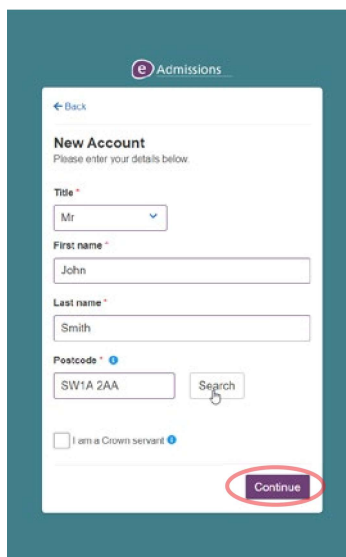 e Admissions
← Back
New Account
Please enter your details below.
Title *
Mr
First name *
John
Last name *
Smith
Postcode * i
SW1A 2AA Search
I am a Crown servant i
Continue